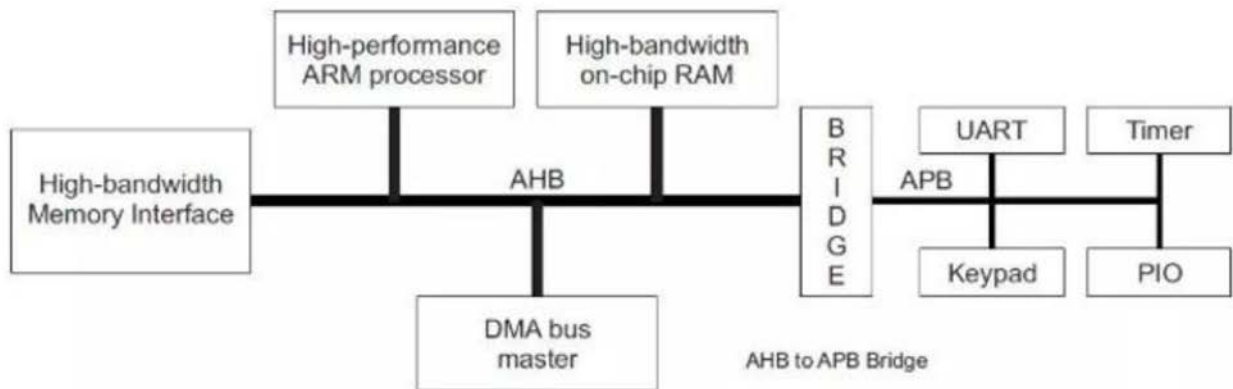 High-performance
ARM processor
High-bandwidth
on-chip RAM
High-bandwidth
Memory Interface
AHB
B
R
I
D
G
E
APB
UART
Timer
Keypad
PIO
DMA bus
master
AHB to APB Bridge